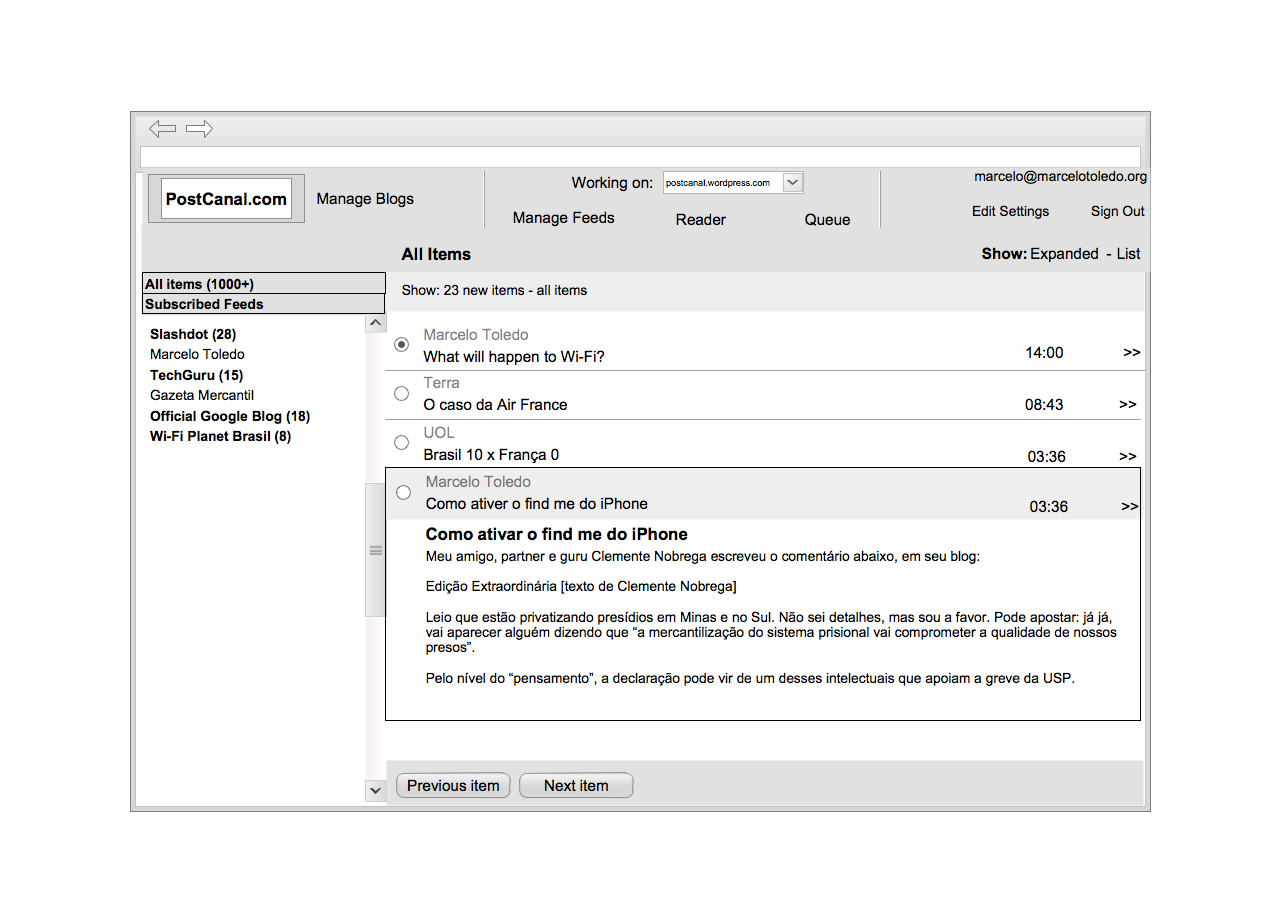 PostCanal.com
Manage Blogs
Working on: postcanal.wordpress.com
Manage Feeds Reader Queue
marcelo@marcelotoledo.org
Edit Settings Sign Out
All Items
Show: Expanded - List
All items (1000+)
Subscribed Feeds
Slashdot (28)
Marcelo Toledo
TechGuru (15)
Gazeta Mercantil
Official Google Blog (18)
Wi-Fi Planet Brasil (8)
Show: 23 new items - all items
Marcelo Toledo
What will happen to Wi-Fi? 14:00 >>
Terra
O caso da Air France 08:43 >>
UOL
Brasil 10 x França 0 03:36 >>
Marcelo Toledo
Como ativer o find me do iPhone 03:36 >>
Como ativar o find me do iPhone
Meu amigo, partner e guru Clemente Nobrega escreveu o comentário abaixo, em seu blog:
Edição Extraordinária [texto de Clemente Nobrega]
Leio que estão privatizando presídios em Minas e no Sul. Não sei detalhes, mas sou a favor. Pode apostar: já já,
vai aparecer alguém dizendo que “a mercantilização do sistema prisional vai comprometer a qualidade de nossos
presos”.
Pelo nível do “pensamento”, a declaração pode vir de um desses intelectuais que apoiam a greve da USP.
Previous item Next item